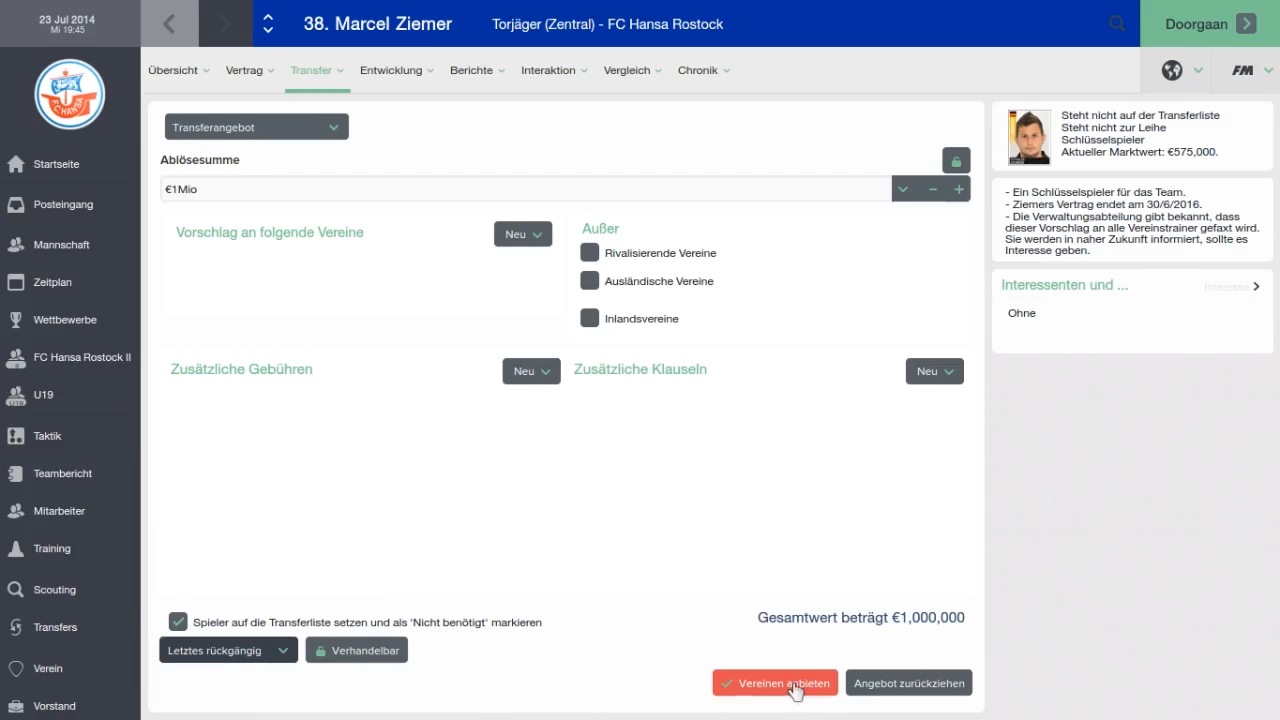 23 Jul 2014
Mi 19:45
38. Marcel Ziemer
Torjäger (Zentral) - FC Hansa Rostock
Doorgaan
Übersicht
Vertrag
Transfer
Entwicklung
Berichte
Interaktion
Vergleich
Chronik
FM
F.C. HANSA
Startseite
Posteingang
Mannschaft
Zeitplan
Wettbewerbe
FC Hansa Rostock II
U19
Taktik
Teambericht
Mitarbeiter
Training
Scouting
Transfers
Verein
Vorstand
Transferangebot
Ablösesumme
€1Mio
Vorschlag an folgende Vereine
Neu
Außer
Rivalisierende Vereine
Ausländische Vereine
Inlandsvereine
Zusätzliche Gebühren
Neu
Zusätzliche Klauseln
Neu
Spieler auf die Transferliste setzen und als 'Nicht benötigt' markieren
Gesamtwert beträgt €1,000,000
Letztes rückgängig
Verhandelbar
Vereinen anbieten
Angebot zurückziehen
Steht nicht auf der Transferliste
Steht nicht zur Leihe
Schlüsselspieler
Aktueller Marktwert: €575,000.
- Ein Schlüsselspieler für das Team.
- Ziemers Vertrag endet am 30/6/2016.
- Die Verwaltungsabteilung gibt bekannt, dass
dieser Vorschlag an alle Vereinstrainer gefaxt wird.
Sie werden in naher Zukunft informiert, sollte es
Interesse geben.
Interessenten und ...
Interesse
Ohne